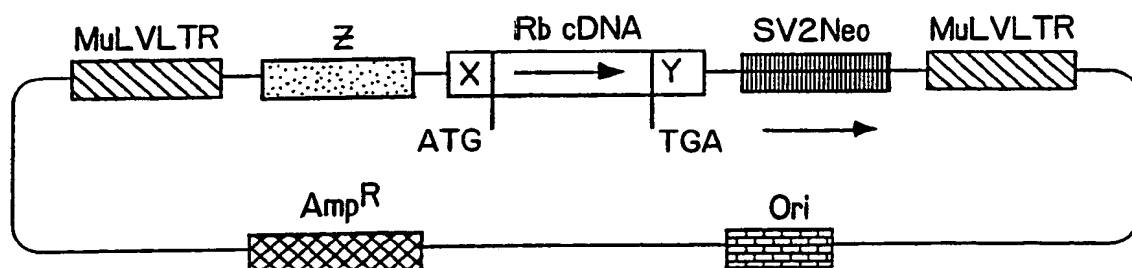 MuLVLTR Z Rb cDNA SV2Neo MuLVLTR
X Y
ATG TGA
Amp^R Ori